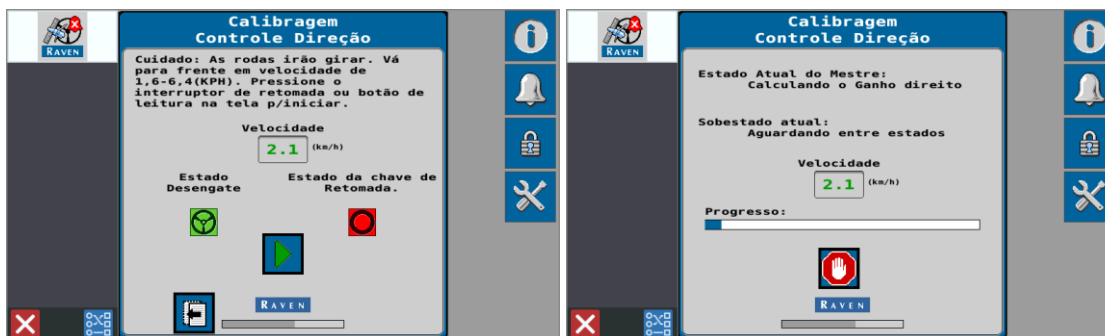 RAVEN
Calibragem
Controle Direção
Cuidado: As rodas irão girar. Vá
para frente em velocidade de
1,6-6,4(KPH). Pressione o
interruptor de retomada ou botão de
leitura na tela p/iniciar.
Velocidade
2.1 (km/h)
Estado
Desengate
Estado da chave de
Retomada.
RAVEN
RAVEN
Calibragem
Controle Direção
Estado Atual do Mestre:
Calculando o Ganho direito
Sobestado atual:
Aguardando entre estados
Velocidade
2.1 (km/h)
Progresso:
RAVEN